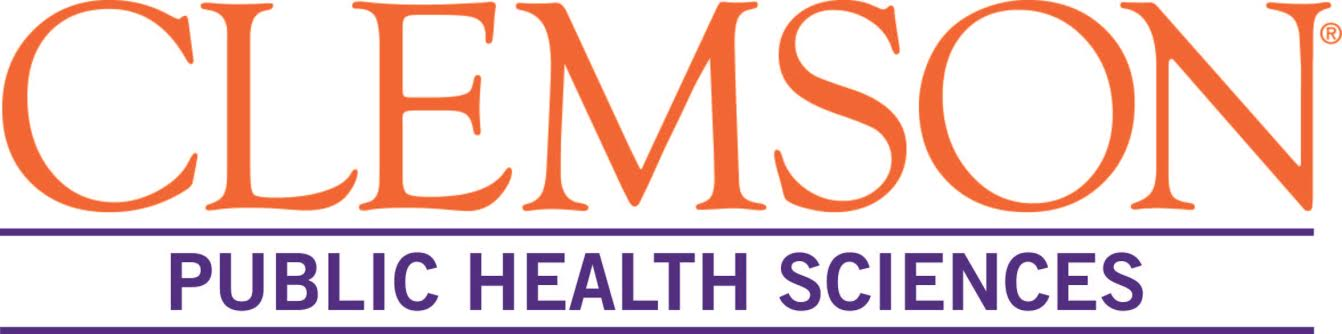 CLEMSON®
PUBLIC HEALTH SCIENCES